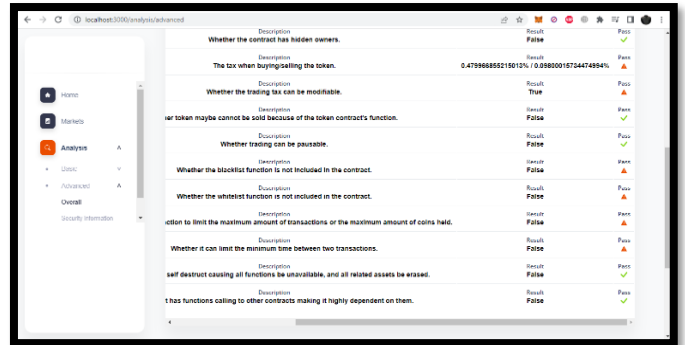 localhost:3000/analysis/advanced
Home
Markets
Analysis
Basic
Advanced
Overall
Security Information
Description Result Pass
Whether the contract has hidden owners. False
Description Result Pass
The tax when buying/selling the token. 0.479966855215013% / 0.09800015734474994%
Description Result Pass
Whether the trading tax can be modifiable. True
Description Result Pass
er token maybe cannot be sold because of the token contract's function. False
Description Result Pass
Whether trading can be pausable. False
Description Result Pass
Whether the blacklist function is not included in the contract. False
Description Result Pass
Whether the whitelist function is not included in the contract. False
Description Result Pass
ction to limit the maximum amount of transactions or the maximum amount of coins held. False
Description Result Pass
Whether it can limit the minimum time between two transactions. False
Description Result Pass
self destruct causing all functions be unavailable, and all related assets be erased. False
Description Result Pass
t has functions calling to other contracts making it highly dependent on them. False